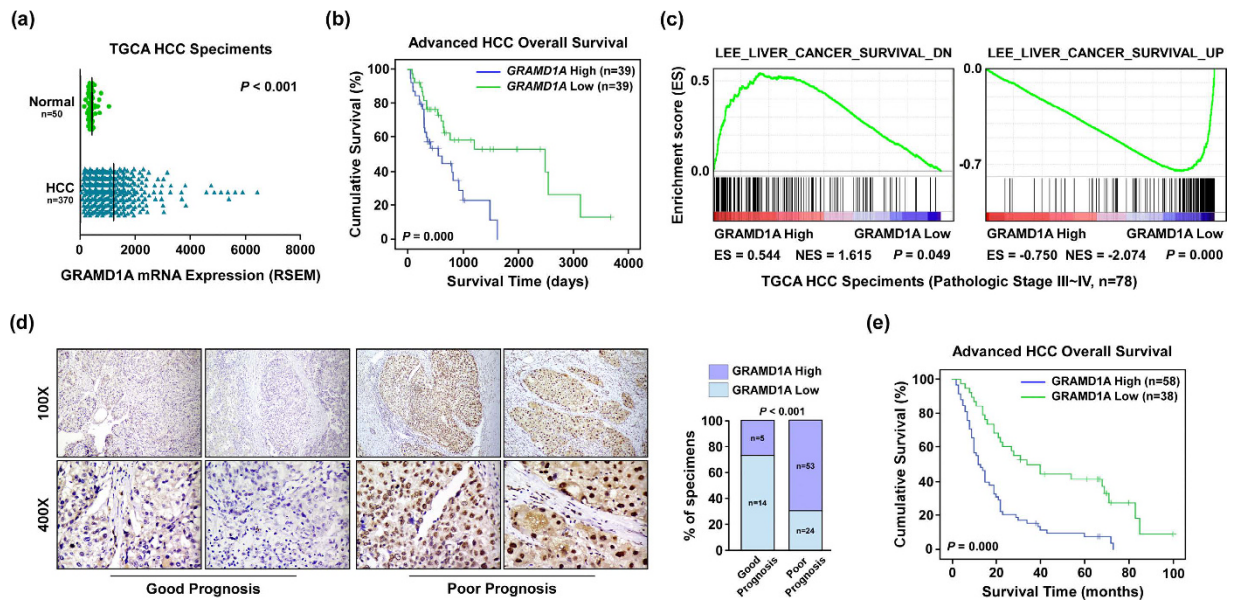 (a)
TGCA HCC Speciments
P < 0.001
Normal
n=50
HCC
n=370
0 2000 4000 6000 8000
GRAMD1A mRNA Expression (RSEM)
(b)
Advanced HCC Overall Survival
GRAMD1A High (n=39)
GRAMD1A Low (n=39)
Cumulative Survival (%)
100
80
60
40
20
0
P = 0.000
0 1000 2000 3000 4000
Survival Time (days)
(c)
LEE_LIVER_CANCER_SURVIVAL_DN
LEE_LIVER_CANCER_SURVIVAL_UP
Enrichment score (ES)
0.5
0.0
0.0
-0.7
GRAMD1A High GRAMD1A Low
ES = 0.544 NES = 1.615 P = 0.049
GRAMD1A High GRAMD1A Low
ES = -0.750 NES = -2.074 P = 0.000
TGCA HCC Speciments (Pathologic Stage III~IV, n=78)
(d)
100X
400X
Good Prognosis
Poor Prognosis
GRAMD1A High
GRAMD1A Low
P < 0.001
% of specimens
100
80
60
40
20
0
n=5
n=14
n=53
n=24
Good
Prognosis
Poor
Prognosis
(e)
Advanced HCC Overall Survival
GRAMD1A High (n=58)
GRAMD1A Low (n=38)
Cumulative Survival (%)
100
80
60
40
20
0
P = 0.000
0 20 40 60 80 100
Survival Time (months)